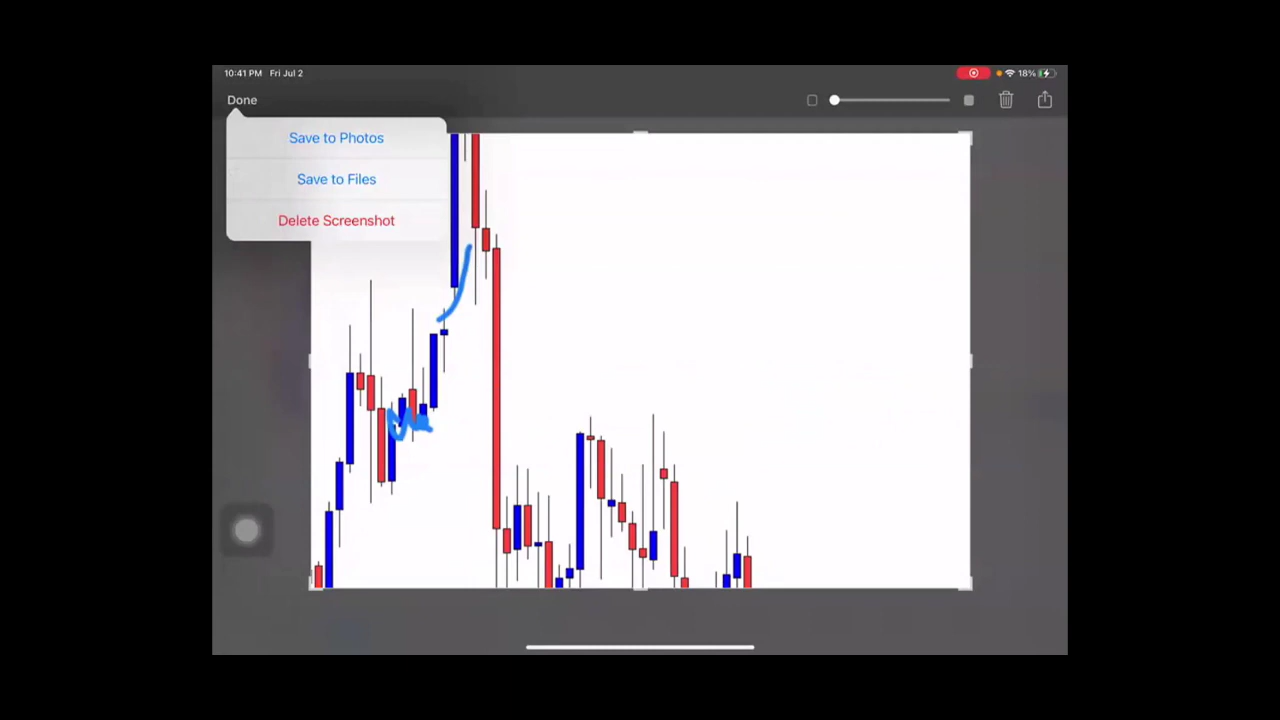 10:41 PM Fri Jul 2
18%
Done
Save to Photos
Save to Files
Delete Screenshot